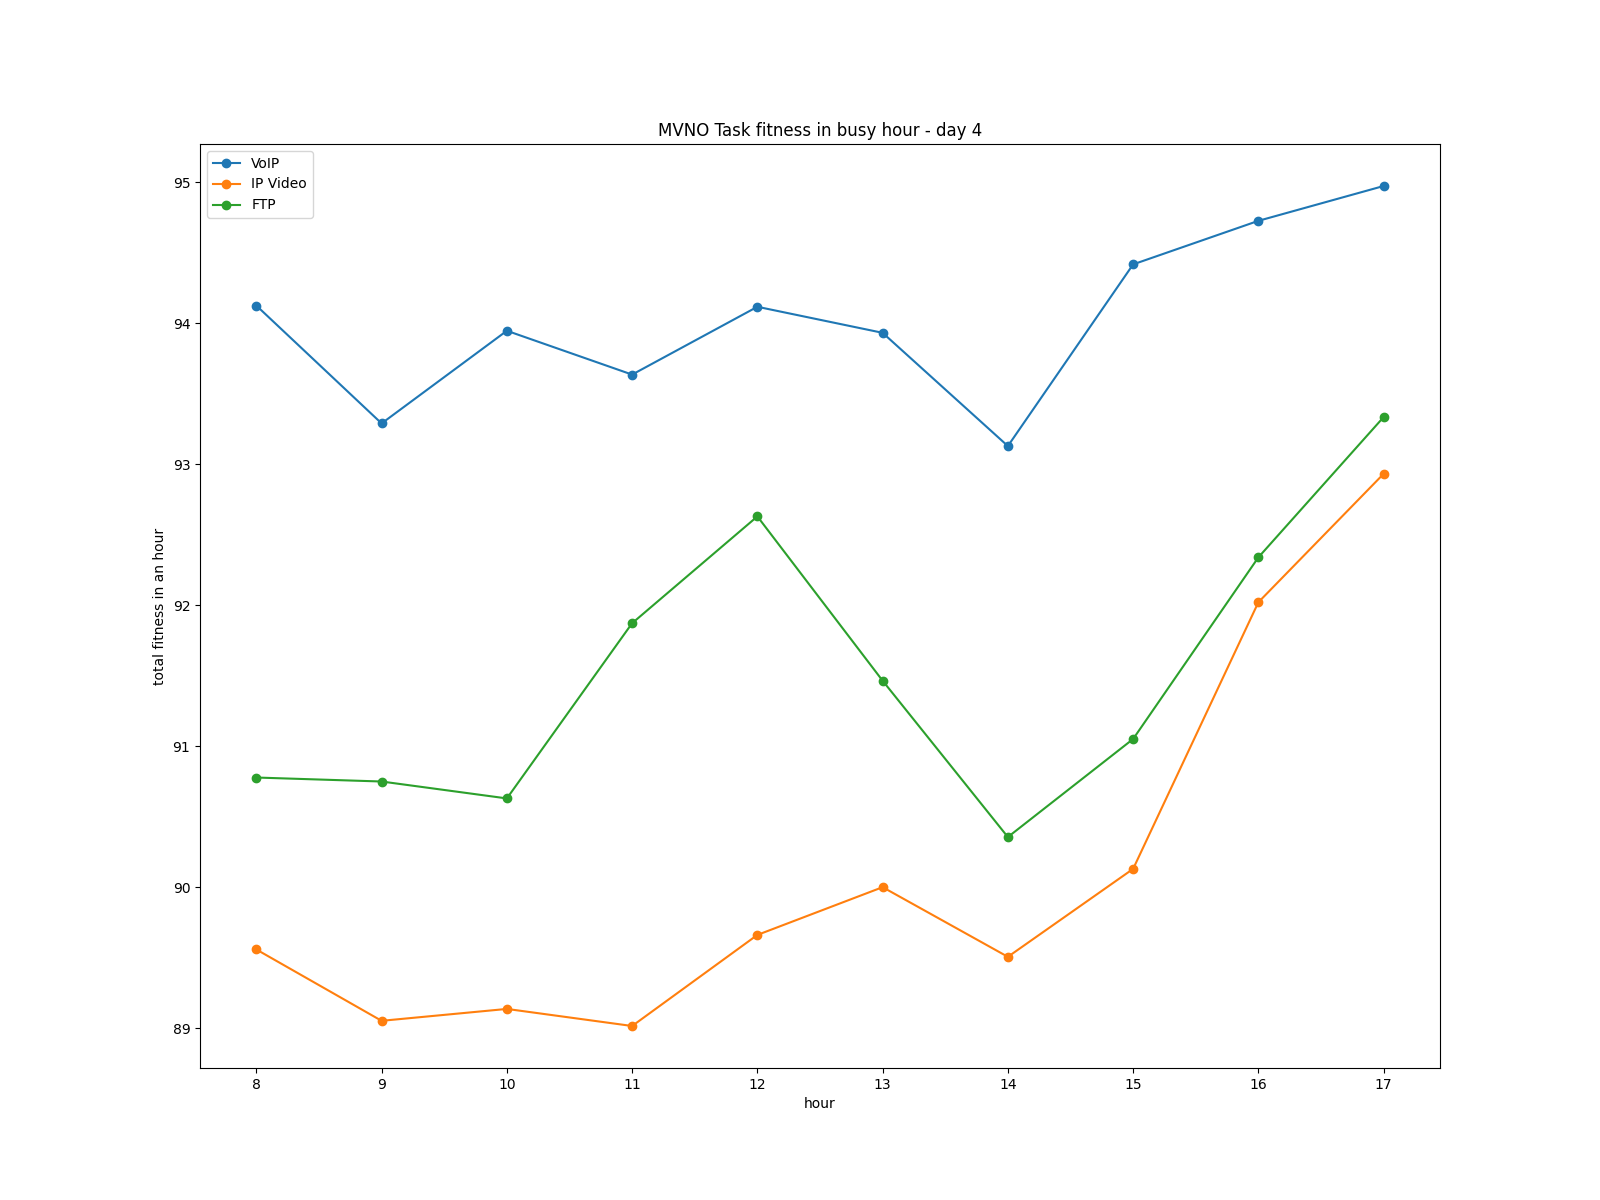 MVNO Task fitness in busy hour - day 4
VoIP
IP Video
FTP
95
94
93
92
91
90
89
total fitness in an hour
8 9 10 11 12 13 14 15 16 17
hour